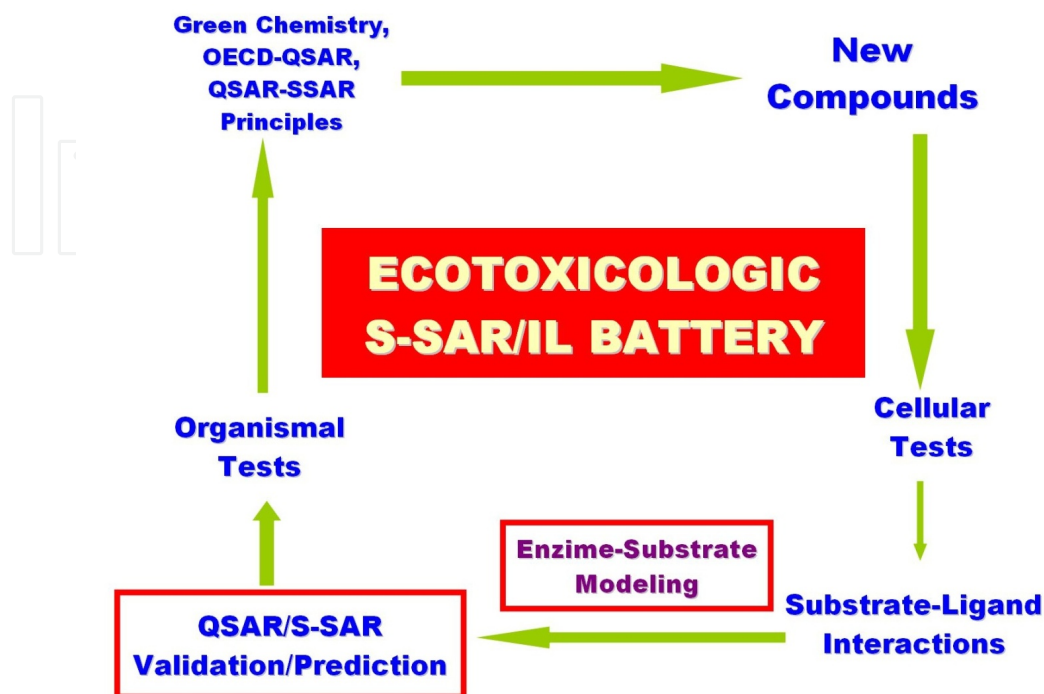 Green Chemistry,
OECD-QSAR,
QSAR-SSAR
Principles
New
Compounds
ECOTOXICOLOGIC
S-SAR/IL BATTERY
Cellular
Tests
Organismal
Tests
Enzime-Substrate
Modeling
Substrate-Ligand
Interactions
QSAR/S-SAR
Validation/Prediction